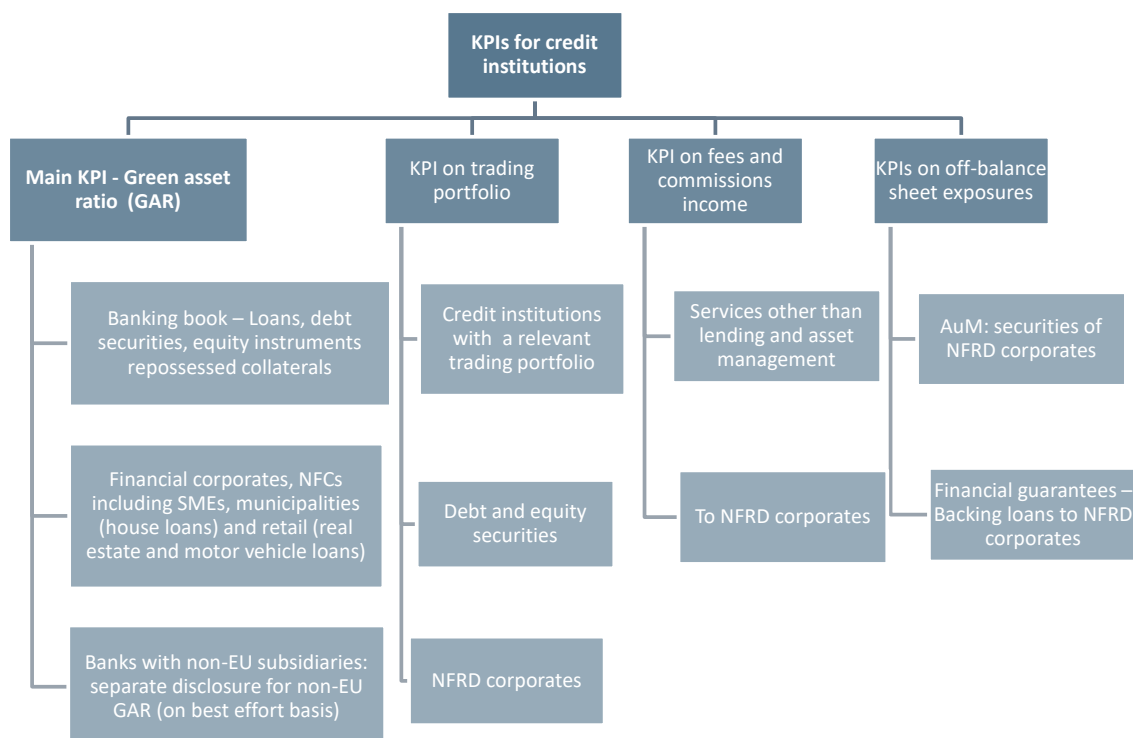 KPIs for credit
institutions
Main KPI - Green asset
ratio (GAR)
KPI on trading
portfolio
KPI on fees and
commissions
income
KPIs on off-balance
sheet exposures
Banking book – Loans, debt
securities, equity instruments
repossessed collaterals
Financial corporates, NFCs
including SMEs, municipalities
(house loans) and retail (real
estate and motor vehicle loans)
Banks with non-EU subsidiaries:
separate disclosure for non-EU
GAR (on best effort basis)
Credit institutions
with a relevant
trading portfolio
Debt and equity
securities
NFRD corporates
Services other than
lending and asset
management
To NFRD corporates
AuM: securities of
NFRD corporates
Financial guarantees –
Backing loans to NFRD
corporates